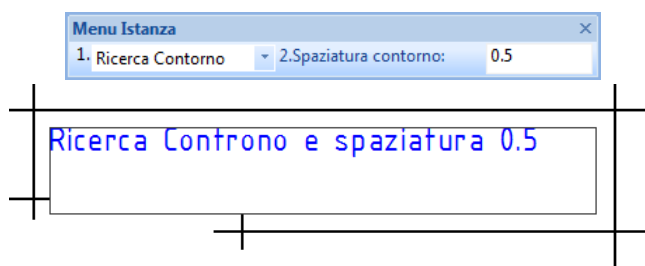 Menu Istanza
1. Ricerca Contorno 2.Spaziatura contorno: 0.5
Ricerca Controno e spaziatura 0.5